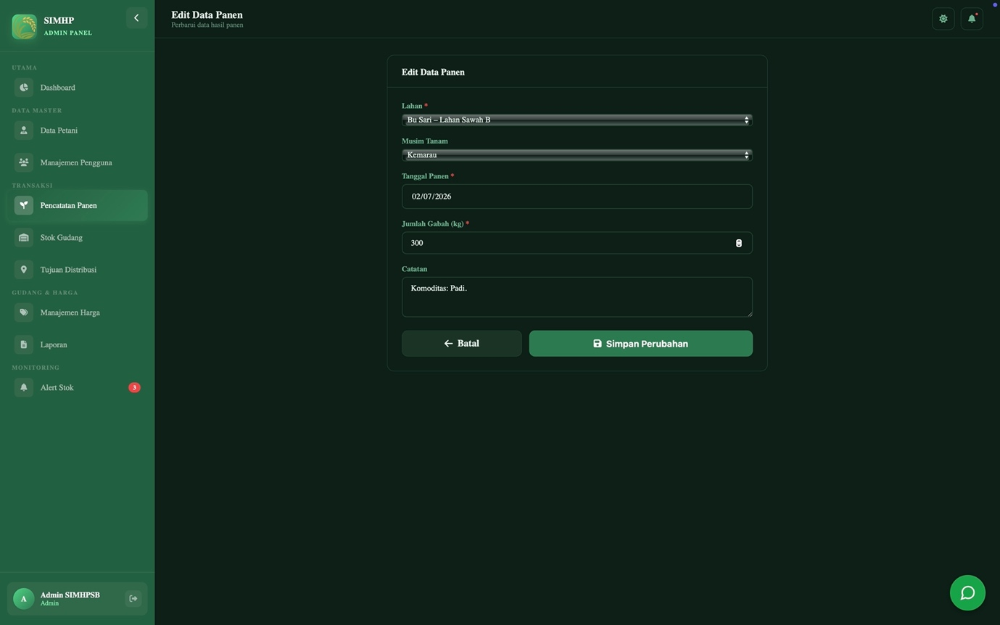 SIMHP
ADMIN PANEL
UTAMA
Dashboard
DATA MASTER
Data Petani
Manajemen Pengguna
TRANSAKSI
Pencatatan Panen
Stok Gudang
Tujuan Distribusi
GUDANG & HARGA
Manajemen Harga
Laporan
MONITORING
Alert Stok 3
A Admin SIMHPSB
Admin
Edit Data Panen
Perbarui data hasil panen
Edit Data Panen
Lahan *
Bu Sari – Lahan Sawah B
Musim Tanam
Kemarau
Tanggal Panen *
02/07/2026
Jumlah Gabah (kg) *
300
Catatan
Komoditas: Padi.
Batal
Simpan Perubahan